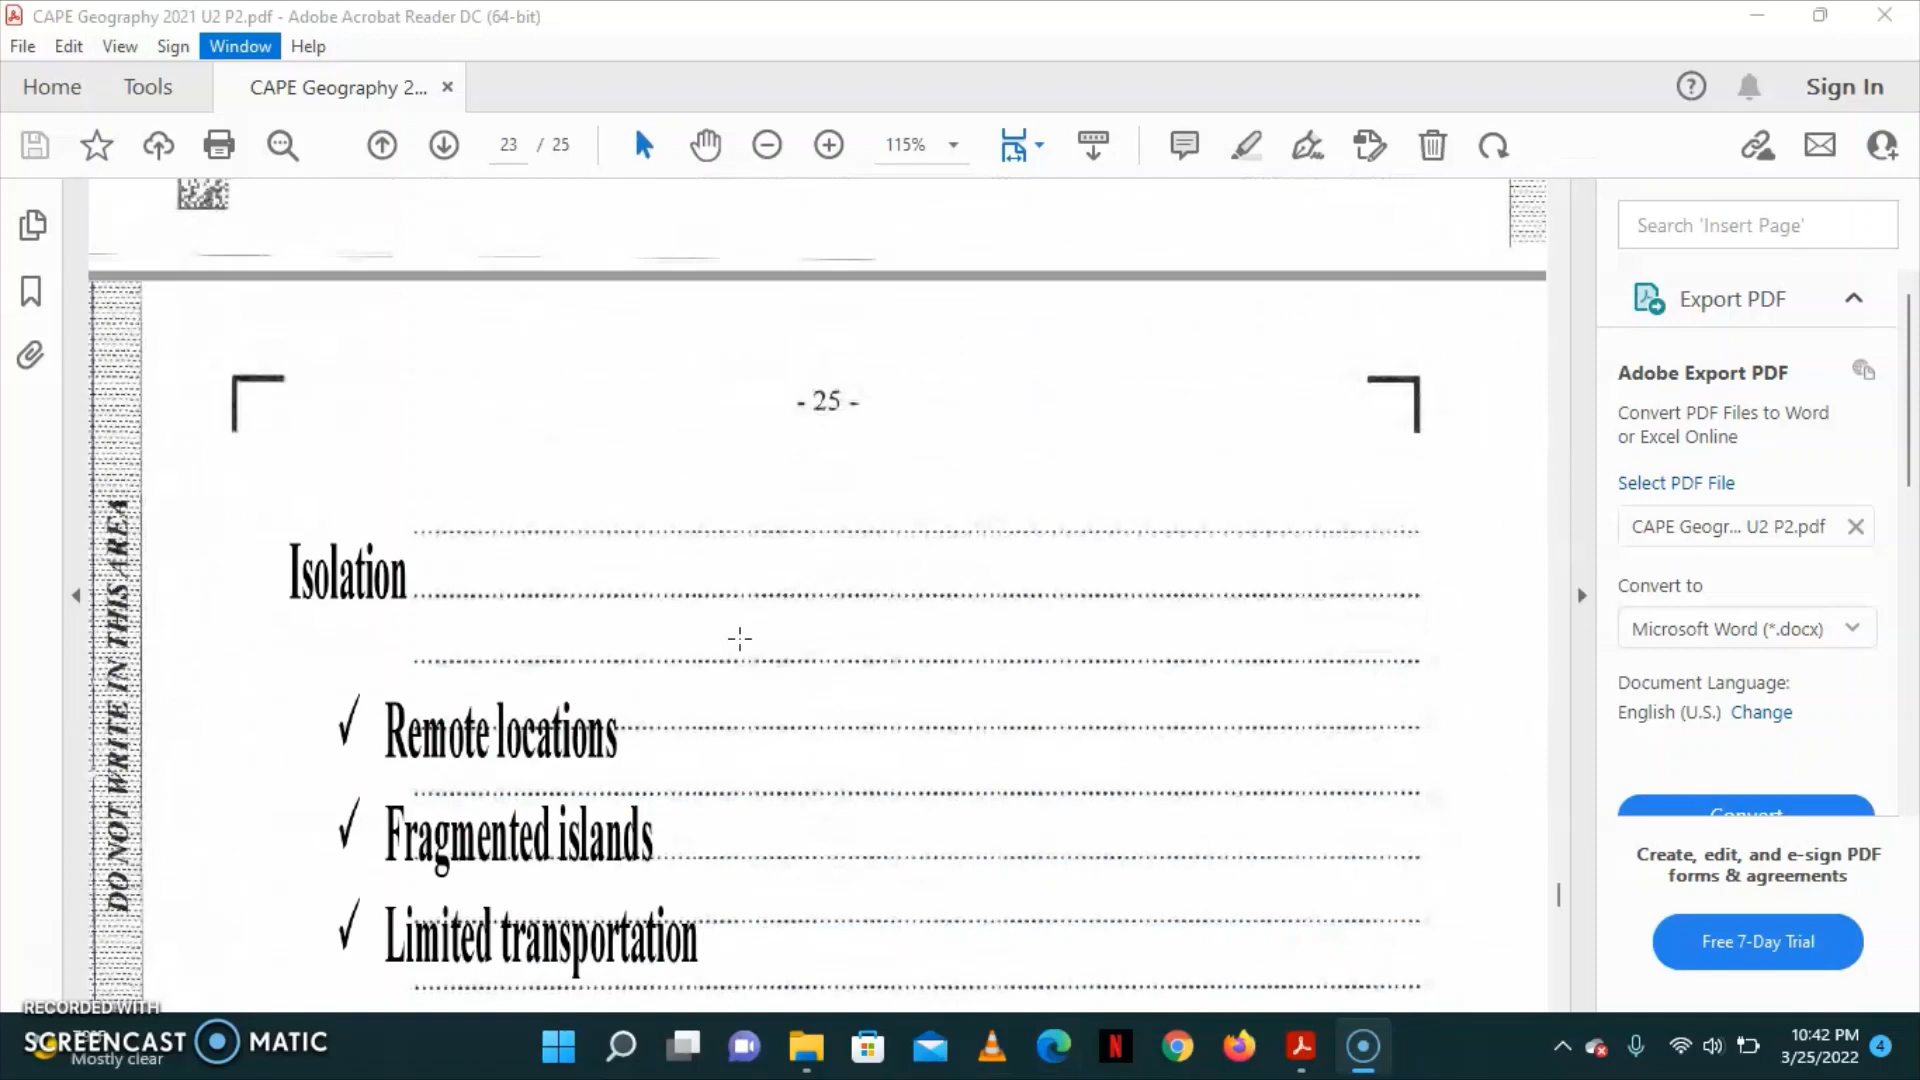 CAPE Geography 2021 U2 P2.pdf - Adobe Acrobat Reader DC (64-bit)
File Edit View Sign Window Help
Home Tools CAPE Geography 2... Sign In
23 / 25 115%
Search 'Insert Page'
Export PDF
Adobe Export PDF
Convert PDF Files to Word
or Excel Online
Select PDF File
CAPE Geogr... U2 P2.pdf
Convert to
Microsoft Word (*.docx)
Document Language:
English (U.S.) Change
Convert
Create, edit, and e-sign PDF
forms & agreements
Free 7-Day Trial
DO NOT WRITE IN THIS AREA
- 25 -
Isolation
✓ Remote locations
✓ Fragmented islands
✓ Limited transportation
RECORDED WITH
SCREENCAST MATIC
Mostly clear
N
10:42 PM
3/25/2022
4